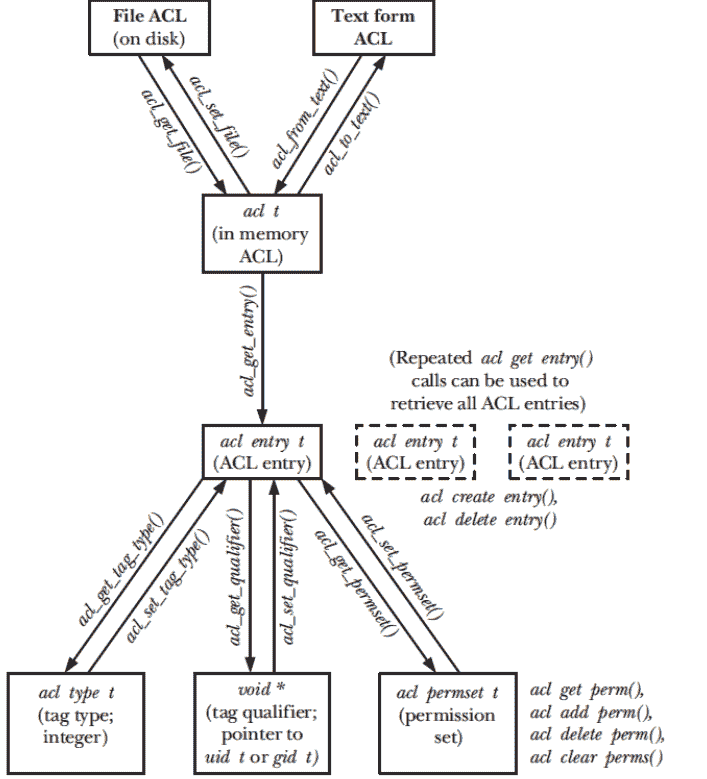 File ACL
(on disk)
Text form
ACL
acl_get_file()
acl_set_file()
acl_from_text()
acl_to_text()
acl t
(in memory
ACL)
acl_get_entry()
(Repeated acl get entry()
calls can be used to
retrieve all ACL entries)
acl entry t
(ACL entry)
acl entry t
(ACL entry)
acl entry t
(ACL entry)
acl create entry(),
acl delete entry()
acl_get_tag_type()
acl_set_tag_type()
acl_get_qualifier()
acl_set_qualifier()
acl_get_permset()
acl_set_permset()
acl type t
(tag type;
integer)
void *
(tag qualifier;
pointer to
uid t or gid t)
acl permset t
(permission
set)
acl get perm(),
acl add perm(),
acl delete perm(),
acl clear perms()